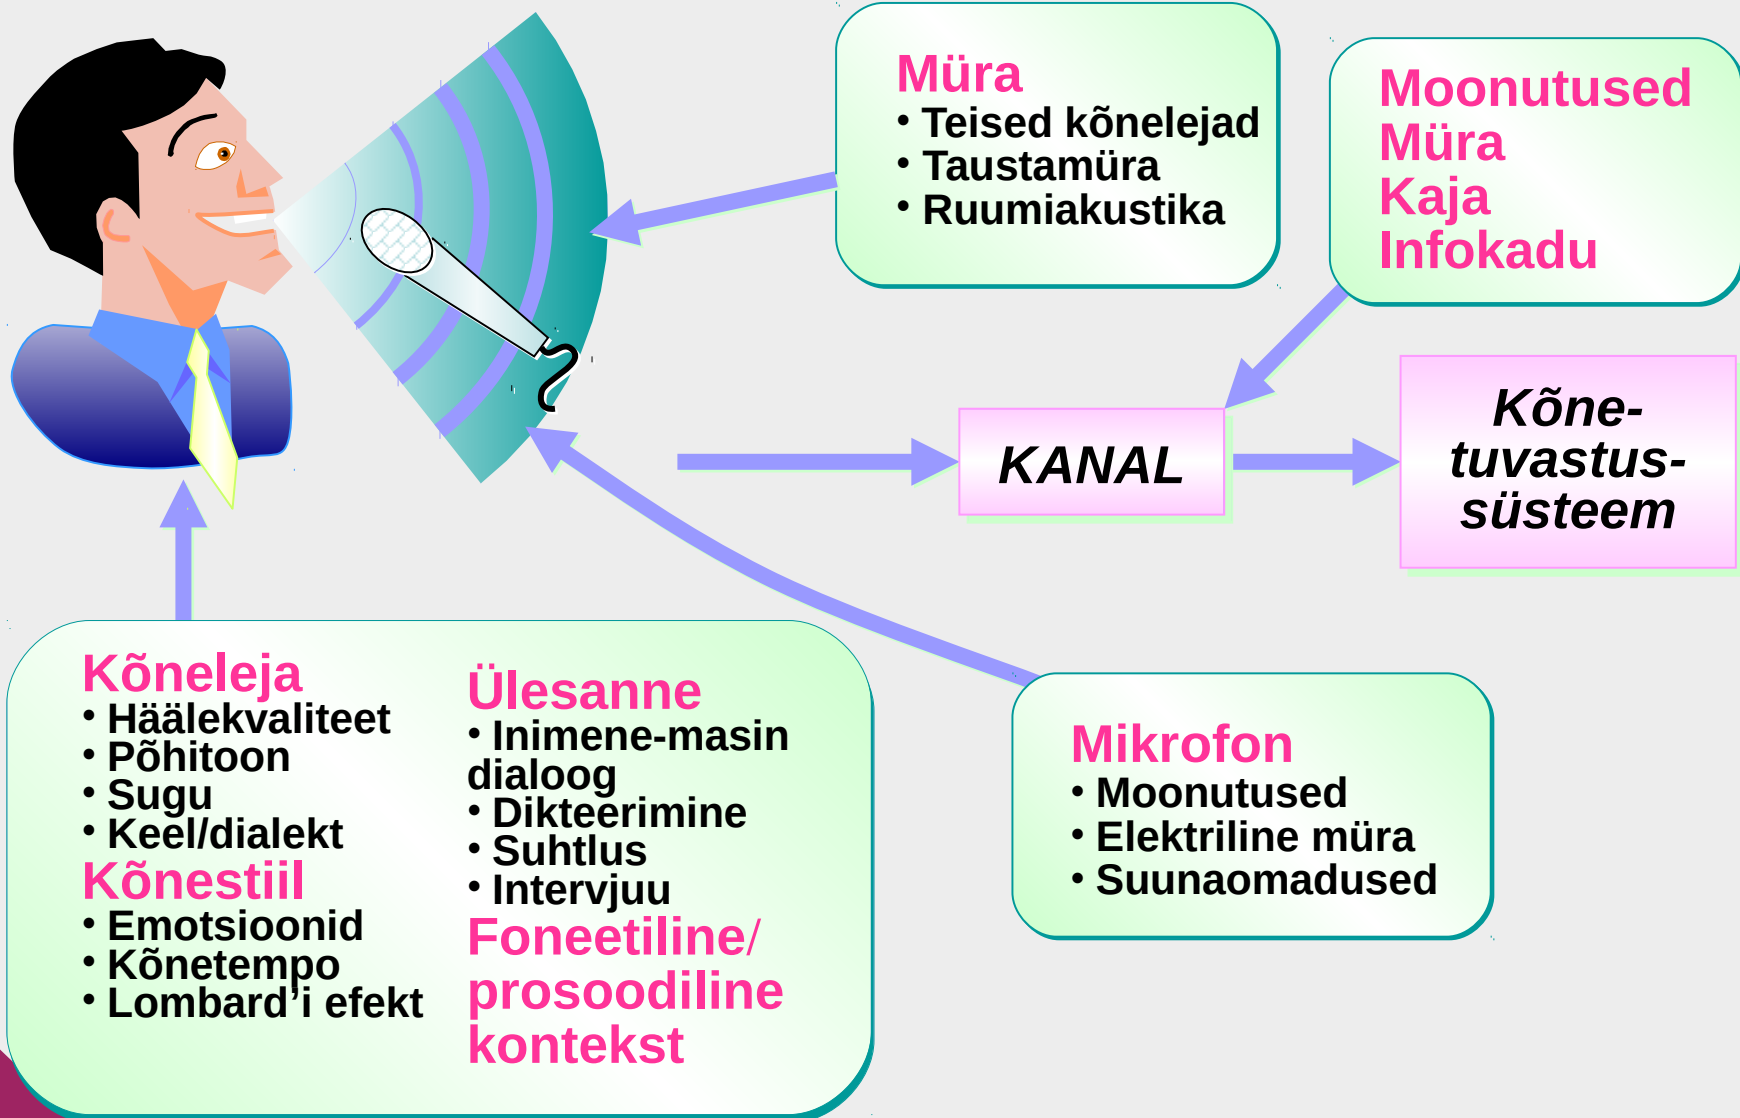 Müra
• Teised kõnelejad
• Taustamüra
• Ruumiakustika
Moonutused
Müra
Kaja
Infokadu
KANAL
Kõne-
tuvastus-
süsteem
Kõneleja
• Häälekvaliteet
• Põhitoon
• Sugu
• Keel/dialekt
Kõnestiil
• Emotsioonid
• Kõnetempo
• Lombard’i efekt
Ülesanne
• Inimene-masin
dialoog
• Dikteerimine
• Suhtlus
• Intervjuu
Foneetiline/
prosoodiline
kontekst
Mikrofon
• Moonutused
• Elektriline müra
• Suunaomadused